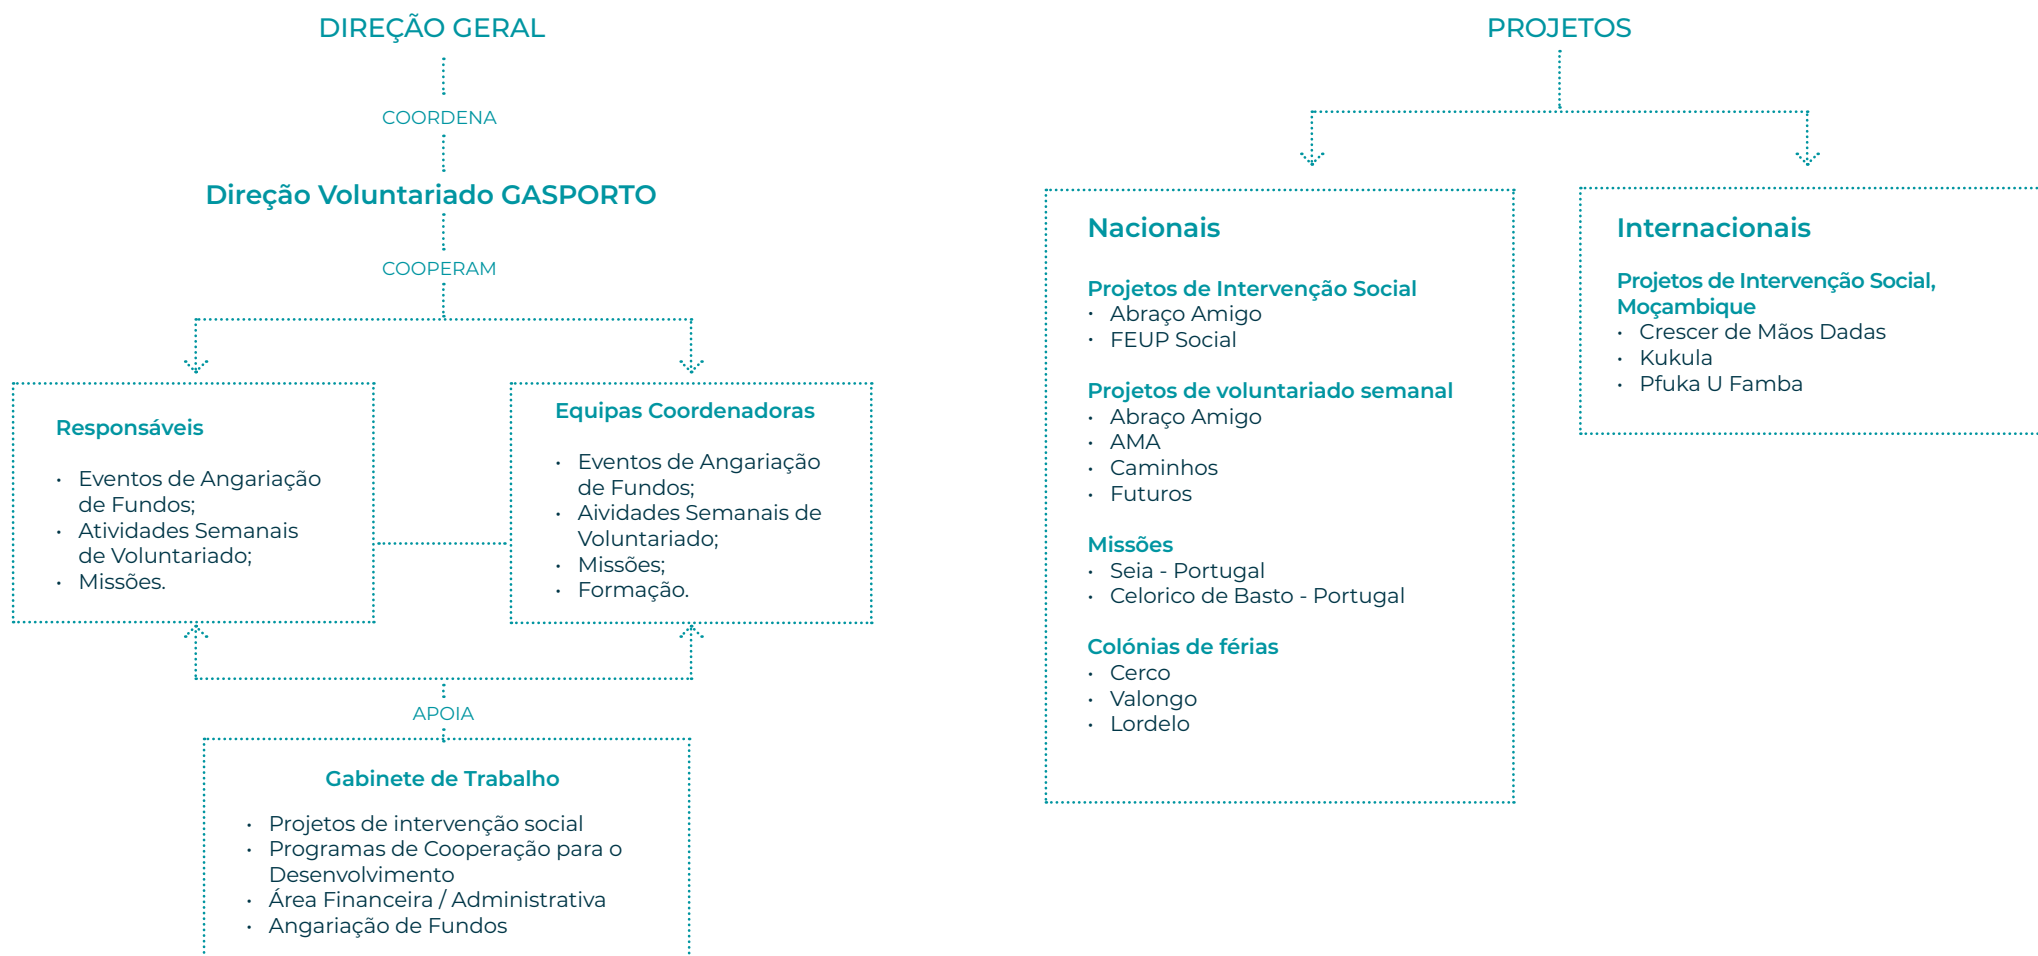 DIREÇÃO GERAL
COORDENA
Direção Voluntariado GASPORTO
COOPERAM
Responsáveis
• Eventos de Angariação
de Fundos;
• Atividades Semanais
de Voluntariado;
• Missões.
Equipas Coordenadoras
• Eventos de Angariação
de Fundos;
• Aividades Semanais de
Voluntariado;
• Missões;
• Formação.
APOIA
Gabinete de Trabalho
• Projetos de intervenção social
• Programas de Cooperação para o
Desenvolvimento
• Área Financeira / Administrativa
• Angariação de Fundos
PROJETOS
Nacionais
Projetos de Intervenção Social
• Abraço Amigo
• FEUP Social
Projetos de voluntariado semanal
• Abraço Amigo
• AMA
• Caminhos
• Futuros
Missões
• Seia - Portugal
• Celorico de Basto - Portugal
Colónias de férias
• Cerco
• Valongo
• Lordelo
Internacionais
Projetos de Intervenção Social,
Moçambique
• Crescer de Mãos Dadas
• Kukula
• Pfuka U Famba